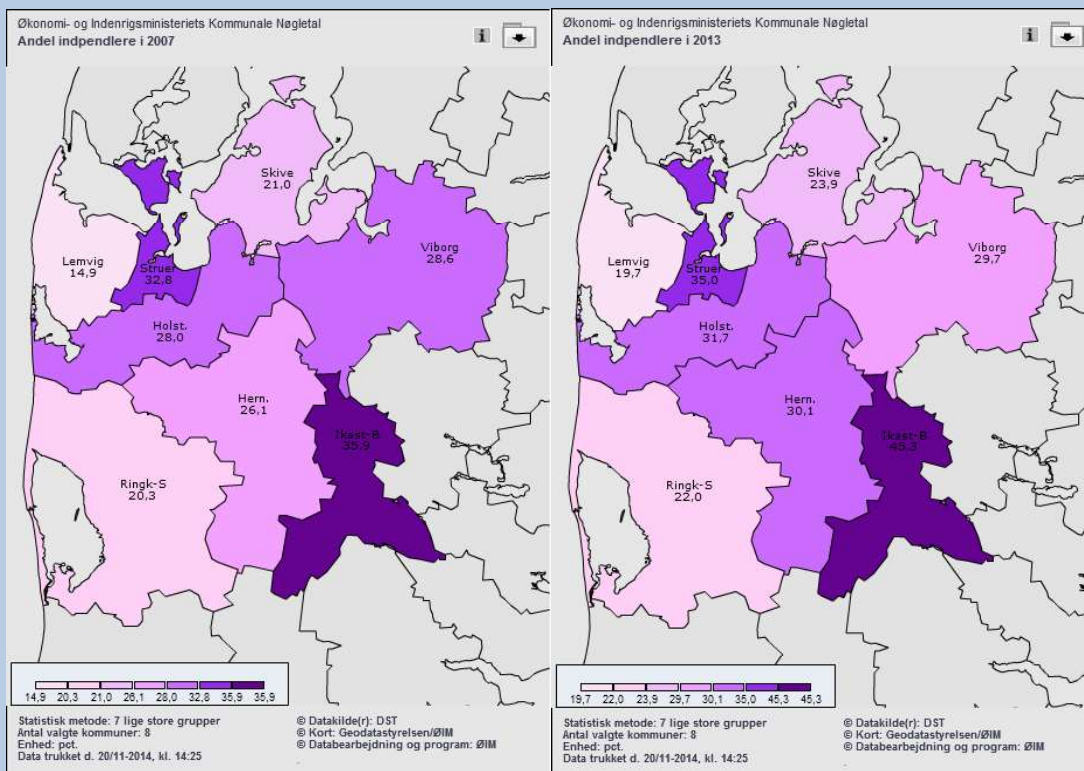 Økonomi- og Indenrigsministeriets Kommunale Nøgletal
Andel indpendlere i 2007
i
Skive
21,0
Viborg
28,6
Lemvig
14,9
Struer
32,8
Holst.
28,0
Hern.
26,1
Ikast-B
35,9
Ringk-S
20,3
14,9 20,3 21,0 26,1 28,0 32,8 35,9 35,9
Statistisk metode: 7 lige store grupper
Antal valgte kommuner: 8
Enhed: pct.
Data trukket d. 20/11-2014, kl. 14:25
© Datakilde(r): DST
© Kort: Geodatastyrelsen/ØIM
© Databearbejdning og program: ØIM
Økonomi- og Indenrigsministeriets Kommunale Nøgletal
Andel indpendlere i 2013
i
Skive
23,9
Viborg
29,7
Lemvig
19,7
Struer
35,0
Holst.
31,7
Hern.
30,1
Ikast-B
45,3
Ringk-S
22,0
19,7 22,0 23,9 29,7 30,1 35,0 45,3 45,3
Statistisk metode: 7 lige store grupper
Antal valgte kommuner: 8
Enhed: pct.
Data trukket d. 20/11-2014, kl. 14:25
© Datakilde(r): DST
© Kort: Geodatastyrelsen/ØIM
© Databearbejdning og program: ØIM